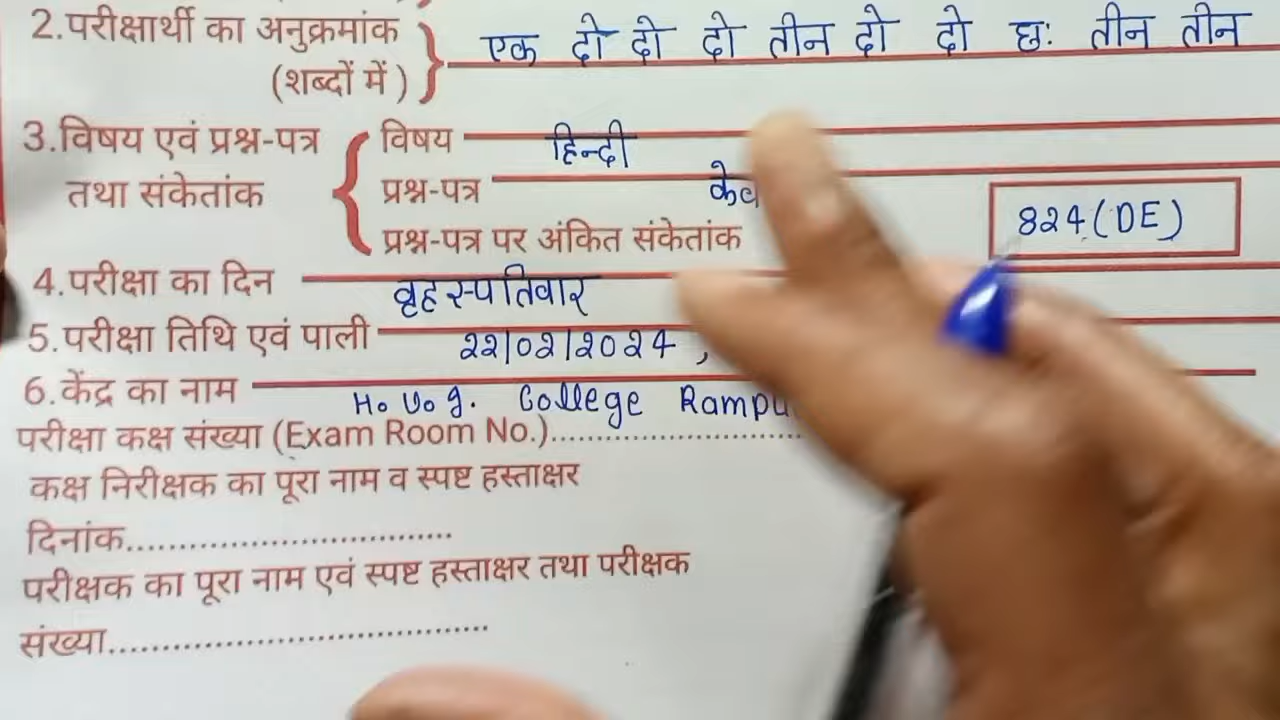 2.परीक्षार्थी का अनुक्रमांक
(शब्दों में) एक दो दो दो तीन दो दो छः तीन तीन
3.विषय एवं प्रश्न-पत्र विषय हिन्दी
तथा संकेतांक प्रश्न-पत्र
प्रश्न-पत्र पर अंकित संकेतांक 824(DE)
4.परीक्षा का दिन बृहस्पतिवार
5.परीक्षा तिथि एवं पाली 22/02/2024 ,
6.केंद्र का नाम H. V. J. College
परीक्षा कक्ष संख्या (Exam Room No.)..............................
कक्ष निरीक्षक का पूरा नाम व स्पष्ट हस्ताक्षर
दिनांक..................................
परीक्षक का पूरा नाम एवं स्पष्ट हस्ताक्षर तथा परीक्षक
संख्या.......................................